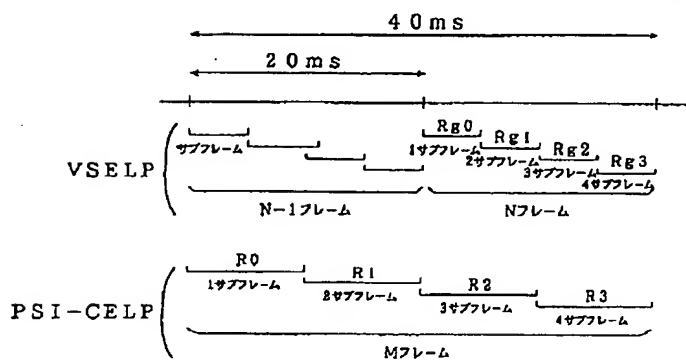 40ms
20ms
VSELP
サブフレーム
Rg0
1サブフレーム
Rg1
2サブフレーム
Rg2
3サブフレーム
Rg3
4サブフレーム
N-1フレーム
Nフレーム
PSI-CELP
R0
1サブフレーム
R1
2サブフレーム
R2
3サブフレーム
R3
4サブフレーム
Mフレーム